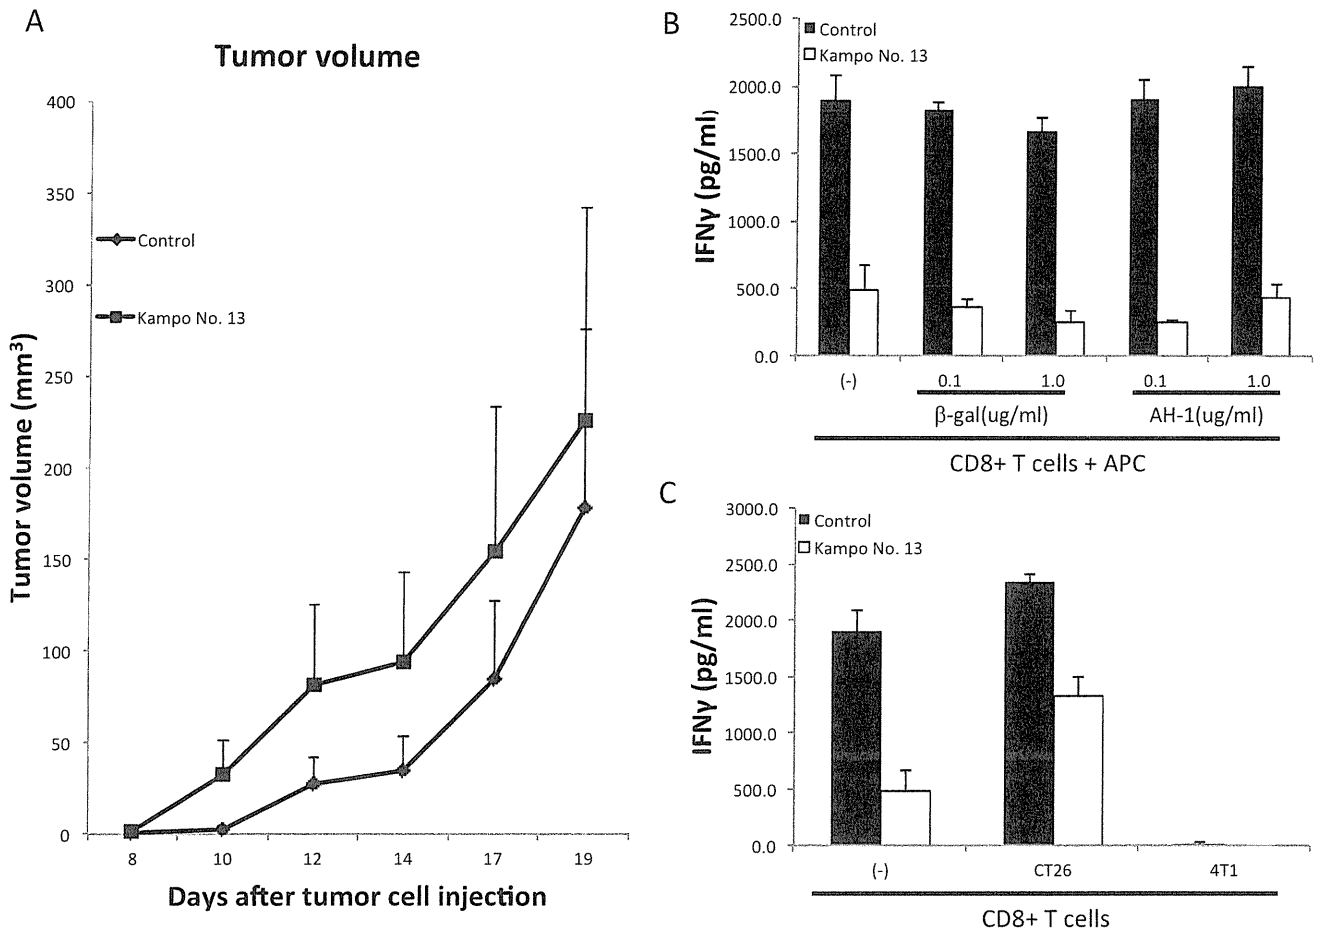 A
Tumor volume
400
350
300
250
200
150
100
50
0
Tumor volume (mm³)
Control
Kampo No. 13
8 10 12 14 17 19
Days after tumor cell injection
B
2500.0
2000.0
1500.0
1000.0
500.0
0.0
IFNγ (pg/ml)
Control
Kampo No. 13
(-) 0.1 1.0 0.1 1.0
β-gal(ug/ml) AH-1(ug/ml)
CD8+ T cells + APC
C
3000.0
2500.0
2000.0
1500.0
1000.0
500.0
0.0
IFNγ (pg/ml)
Control
Kampo No. 13
(-) CT26 4T1
CD8+ T cells